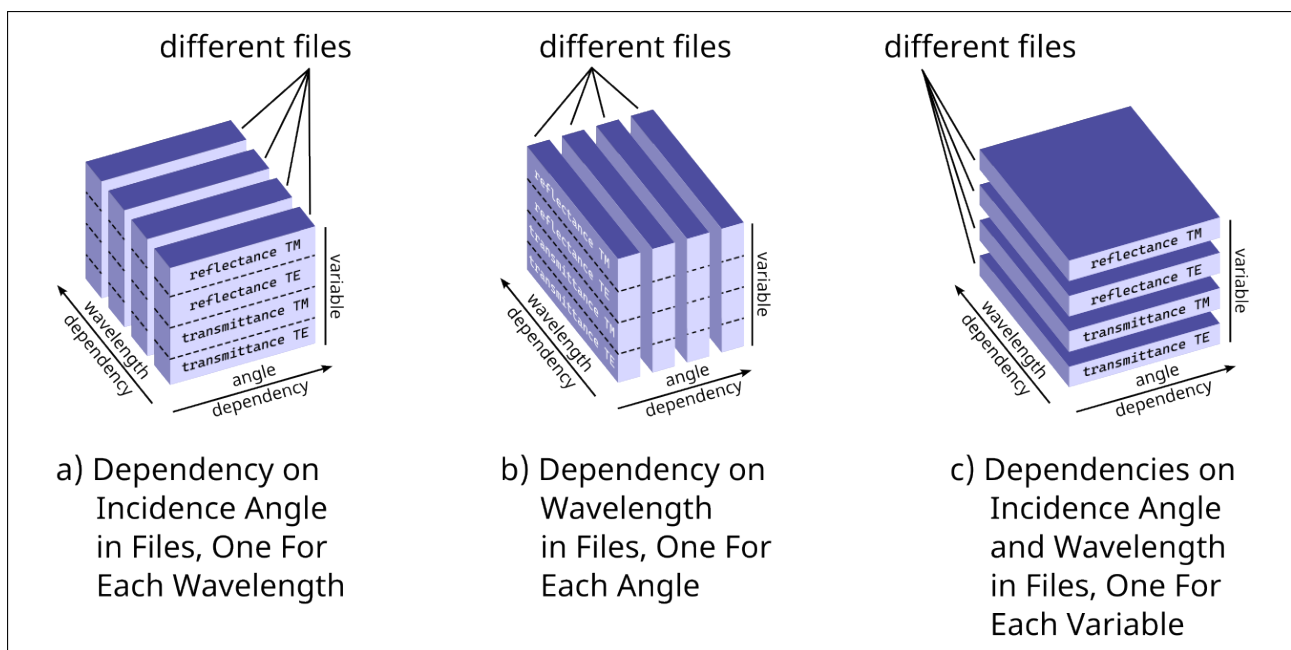 different files
reflectance TM
reflectance TE
transmittance TM
transmittance TE
variable
wavelength
dependency
angle
dependency
a) Dependency on
Incidence Angle
in Files, One For
Each Wavelength
different files
reflectance TM
reflectance TE
transmittance TM
transmittance TE
variable
wavelength
dependency
angle
dependency
b) Dependency on
Wavelength
in Files, One For
Each Angle
different files
reflectance TM
reflectance TE
transmittance TM
transmittance TE
variable
wavelength
dependency
angle
dependency
c) Dependencies on
Incidence Angle
and Wavelength
in Files, One For
Each Variable